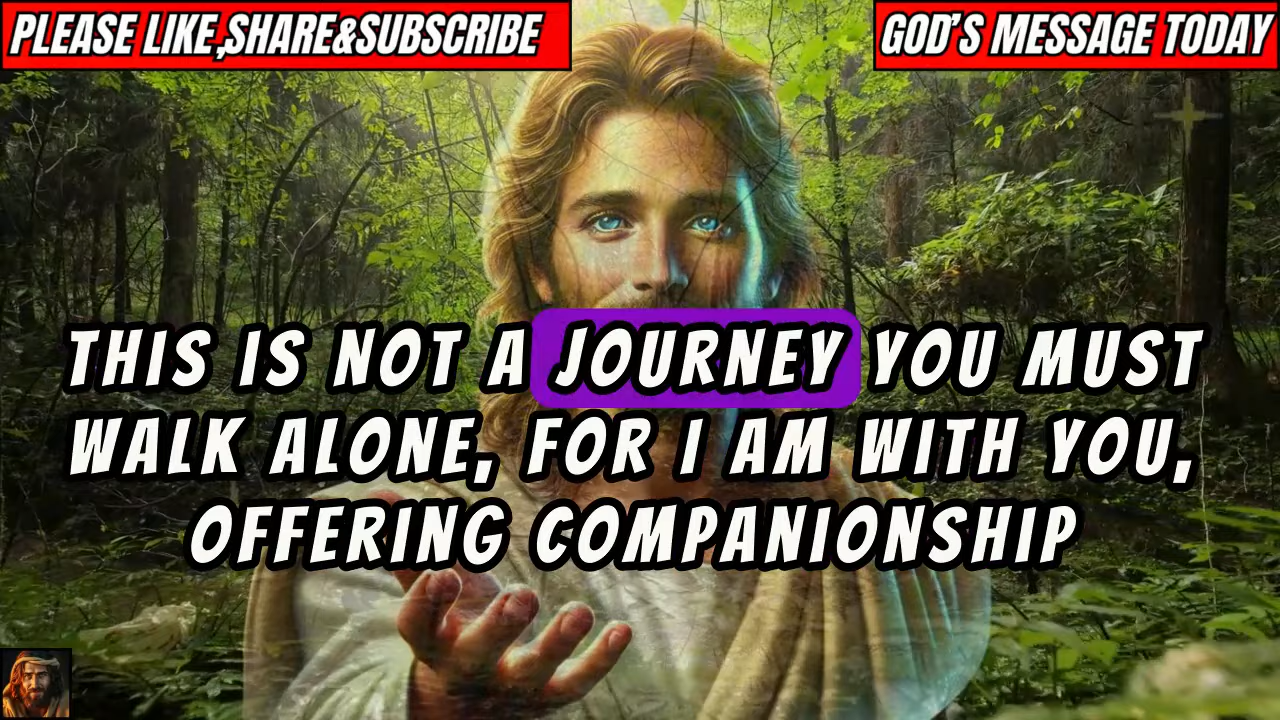 PLEASE LIKE,SHARE&SUBSCRIBE
GOD'S MESSAGE TODAY
THIS IS NOT A JOURNEY YOU MUST
WALK ALONE, FOR I AM WITH YOU,
OFFERING COMPANIONSHIP